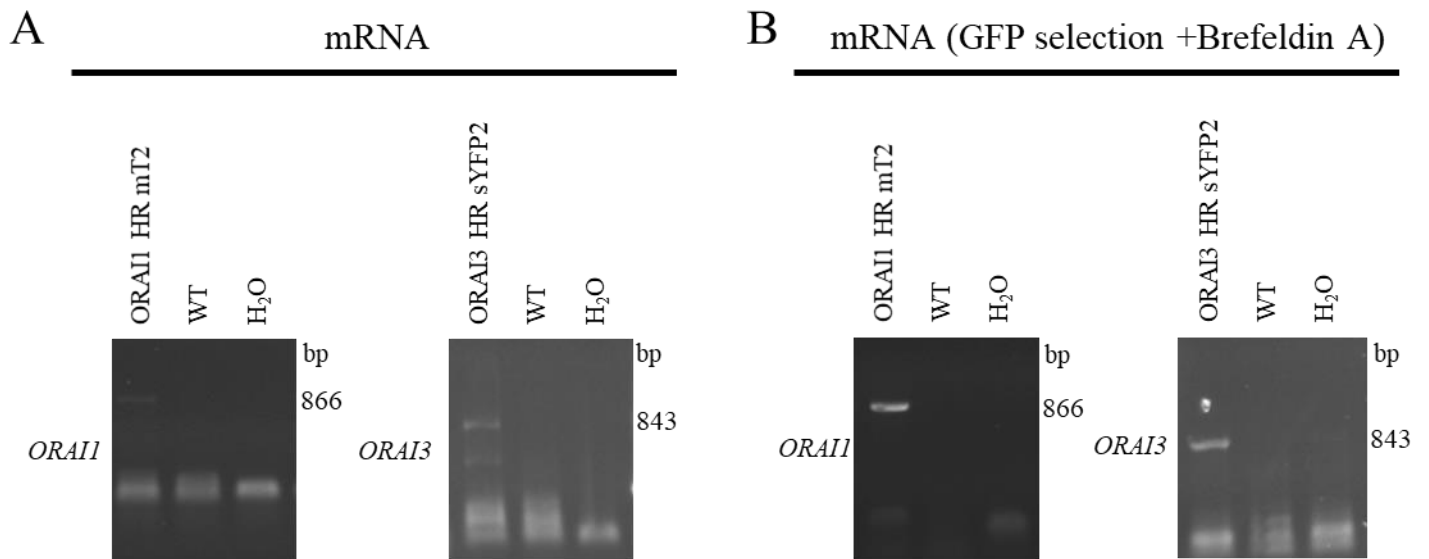 A
mRNA
ORAI1 HR mT2
WT
H₂O
bp
866
ORAI1
ORAI3 HR sYFP2
WT
H₂O
bp
843
ORAI3
B
mRNA (GFP selection +Brefeldin A)
ORAI1 HR mT2
WT
H₂O
bp
866
ORAI1
ORAI3 HR sYFP2
WT
H₂O
bp
843
ORAI3